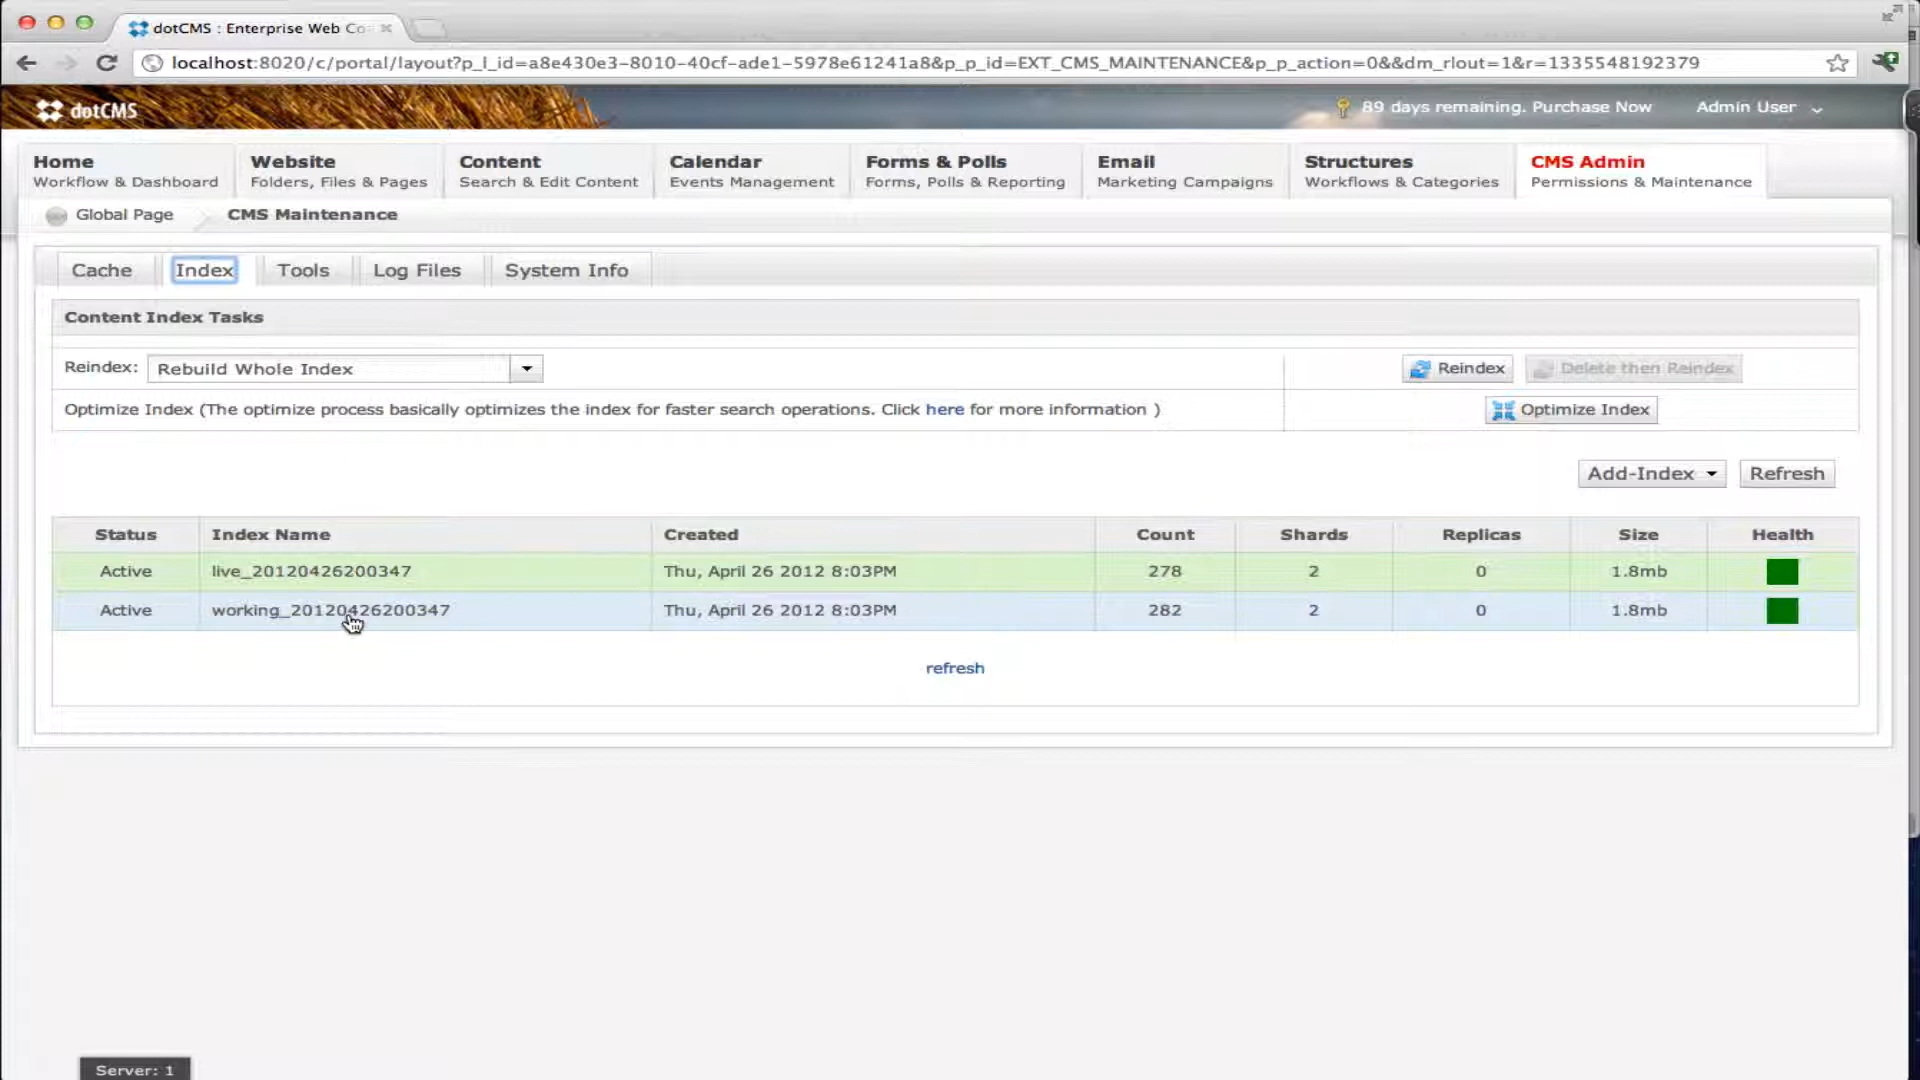 dotCMS : Enterprise Web Co
localhost:8020/c/portal/layout?p_l_id=a8e430e3-8010-40cf-ade1-5978e61241a8&p_p_id=EXT_CMS_MAINTENANCE&p_p_action=0&&dm_rlout=1&r=1335548192379
dotCMS
89 days remaining. Purchase Now Admin User
Home Website Content Calendar Forms & Polls Email Structures CMS Admin
Workflow & Dashboard Folders, Files & Pages Search & Edit Content Events Management Forms, Polls & Reporting Marketing Campaigns Workflows & Categories Permissions & Maintenance
Global Page CMS Maintenance
Cache Index Tools Log Files System Info
Content Index Tasks
Reindex: Rebuild Whole Index Reindex Delete then Reindex
Optimize Index (The optimize process basically optimizes the index for faster search operations. Click here for more information ) Optimize Index
Add-Index Refresh
Status Index Name Created Count Shards Replicas Size Health
Active live_20120426200347 Thu, April 26 2012 8:03PM 278 2 0 1.8mb
Active working_20120426200347 Thu, April 26 2012 8:03PM 282 2 0 1.8mb
refresh
Server: 1